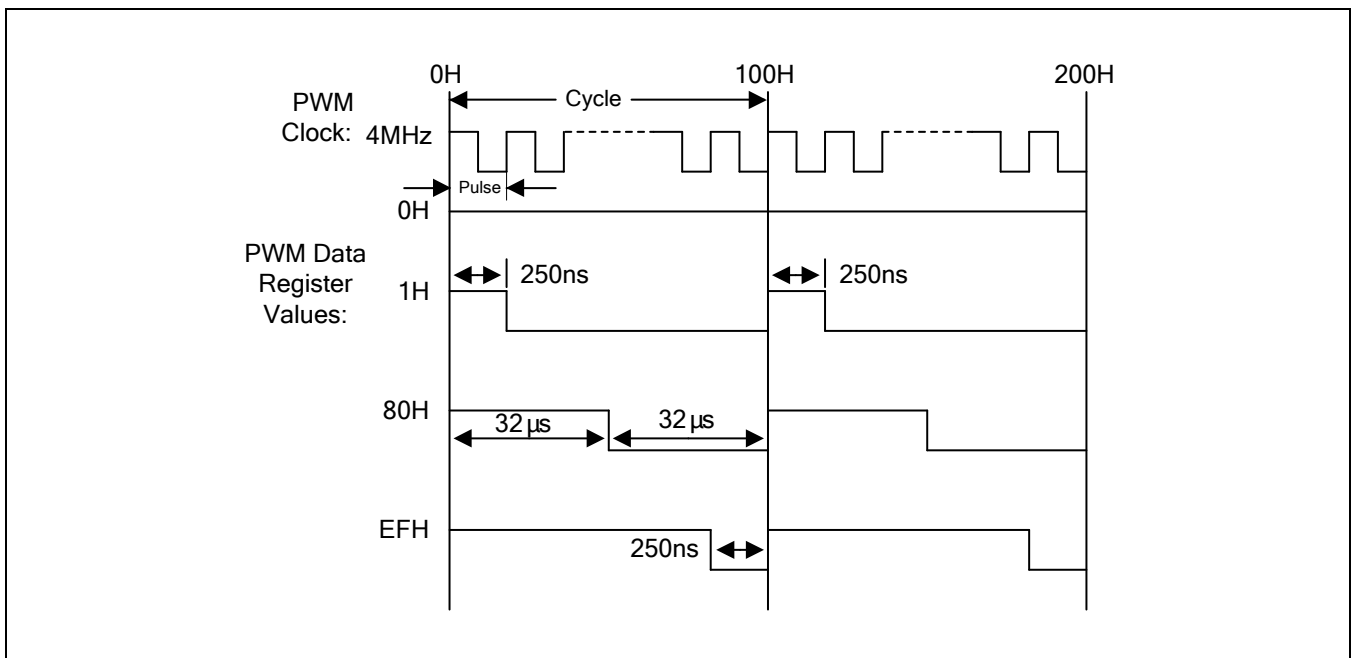 0H 100H 200H
PWM Clock: 4MHz
Cycle
Pulse
0H
PWM Data Register Values:
1H 250ns 250ns
80H 32µs 32µs
EFH 250ns